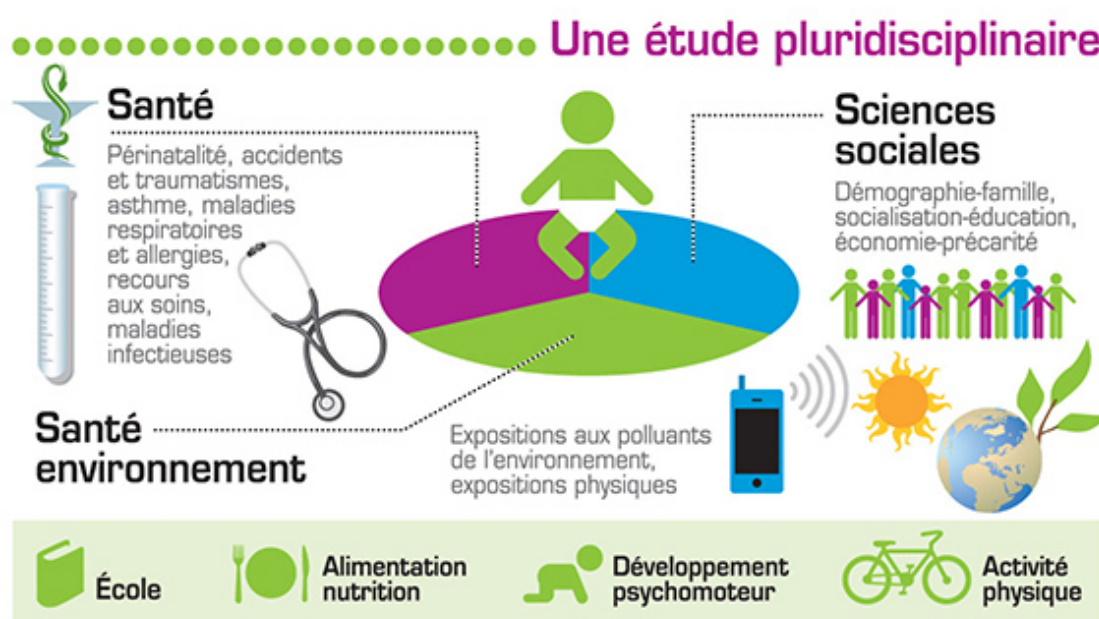 Une étude pluridisciplinaire
Santé
Périnatalité, accidents
et traumatismes,
asthme, maladies
respiratoires
et allergies,
recours
aux soins,
maladies
infectieuses
Sciences
sociales
Démographie-famille,
socialisation-éducation,
économie-précarité
Santé
environnement
Expositions aux polluants
de l'environnement,
expositions physiques
École
Alimentation
nutrition
Développement
psychomoteur
Activité
physique